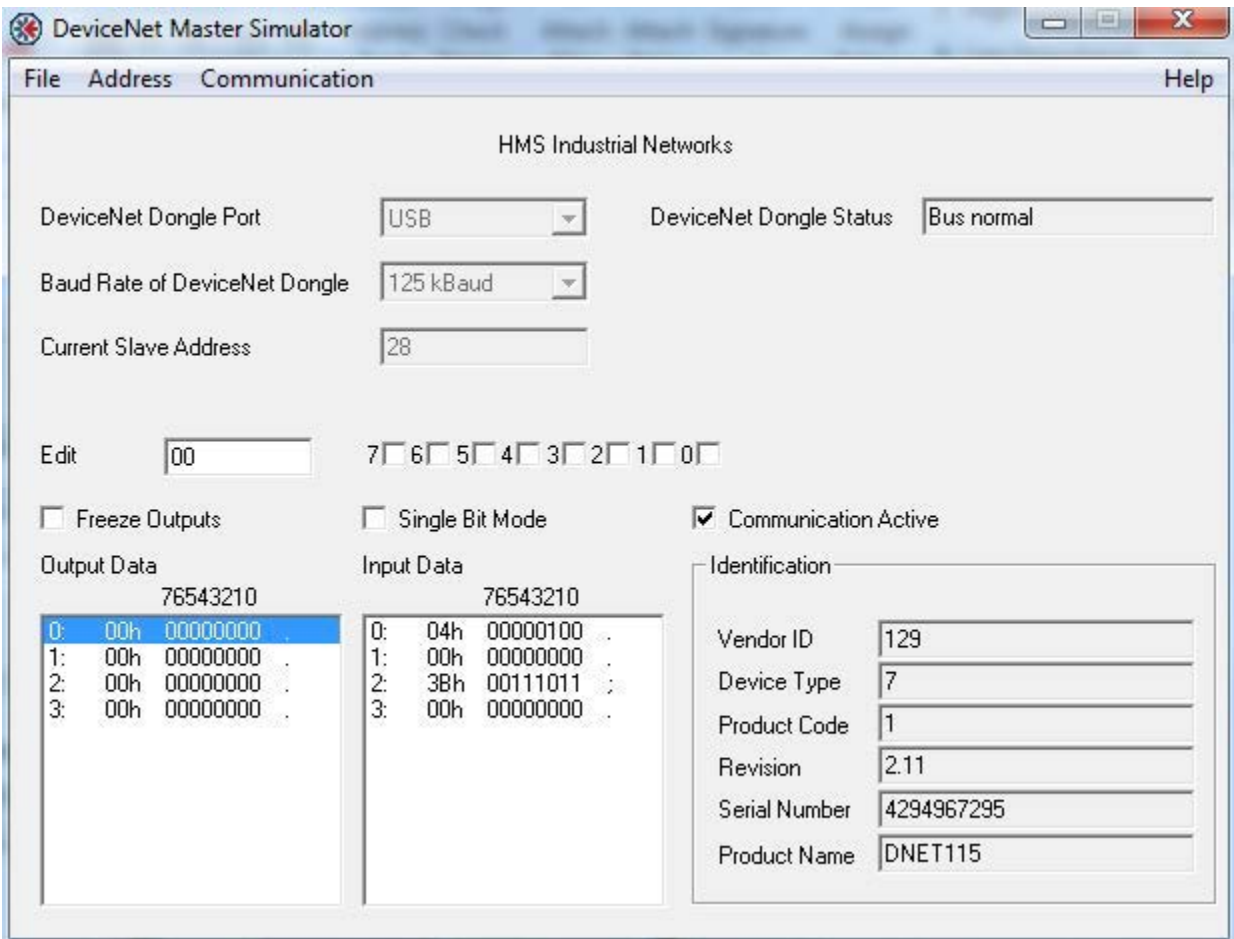 DeviceNet Master Simulator
File Address Communication Help
HMS Industrial Networks
DeviceNet Dongle Port USB DeviceNet Dongle Status Bus normal
Baud Rate of DeviceNet Dongle 125 kBaud
Current Slave Address 28
Edit 00 7 6 5 4 3 2 1 0
Freeze Outputs Single Bit Mode Communication Active
Output Data Input Data Identification
76543210 76543210
0: 00h 00000000 . 0: 04h 00000100 .
1: 00h 00000000 . 1: 00h 00000000 .
2: 00h 00000000 . 2: 3Bh 00111011 ;
3: 00h 00000000 . 3: 00h 00000000 .
Vendor ID 129
Device Type 7
Product Code 1
Revision 2.11
Serial Number 4294967295
Product Name DNET115